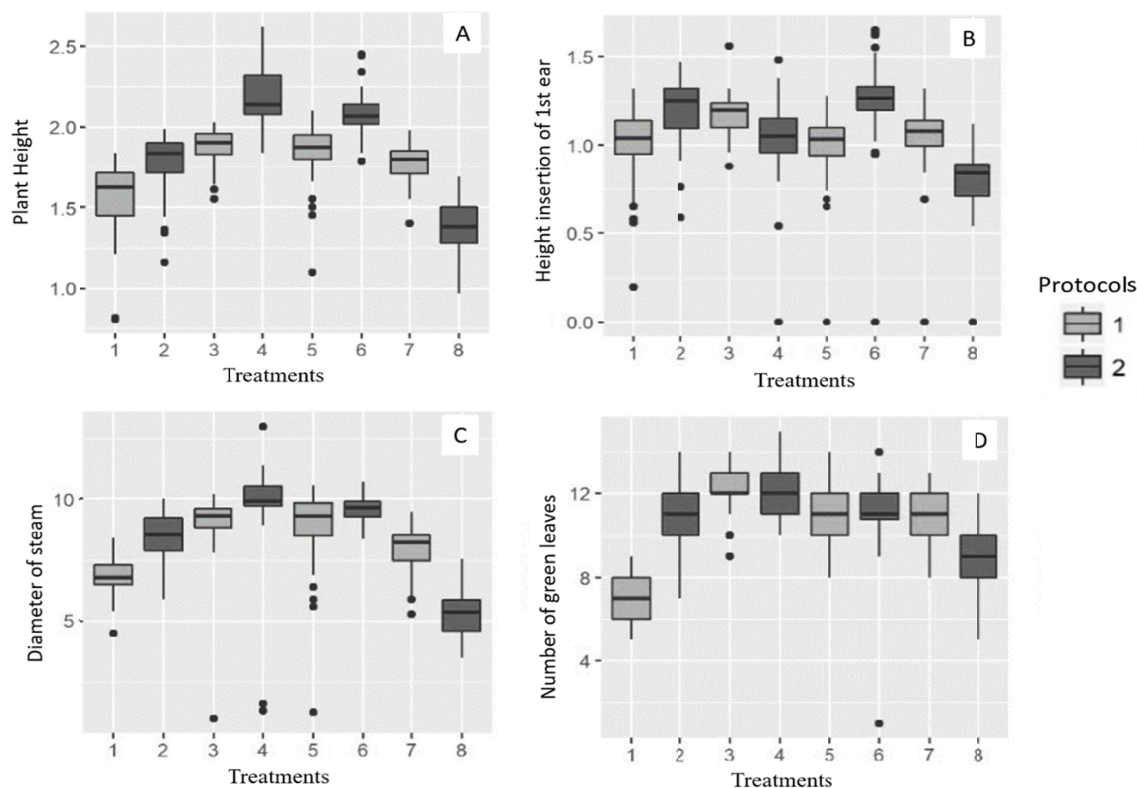 A
Plant Height
2.5
2.0
1.5
1.0
1 2 3 4 5 6 7 8
Treatments
B
Height insertion of 1st ear
1.5
1.0
0.5
0.0
1 2 3 4 5 6 7 8
Treatments
Protocols
1
2
C
Diameter of steam
10
5
1 2 3 4 5 6 7 8
Treatments
D
Number of green leaves
12
8
4
1 2 3 4 5 6 7 8
Treatments